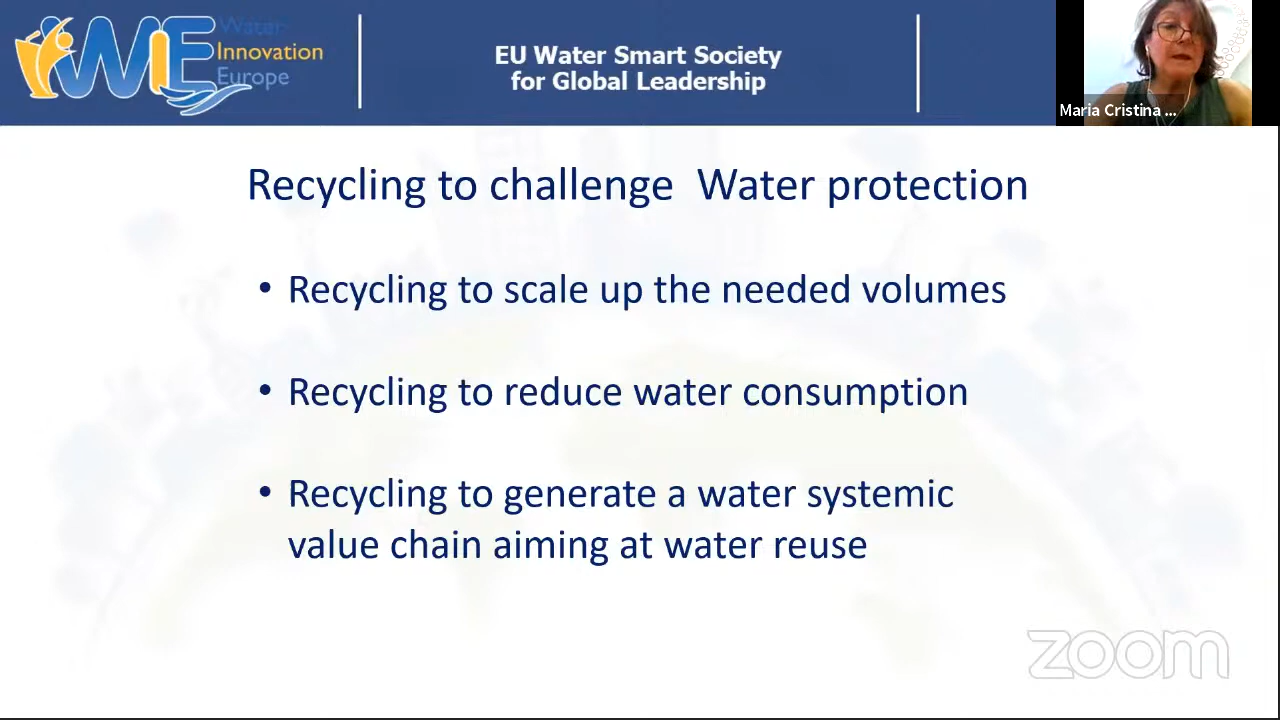 WIE
Water
Innovation
Europe
EU Water Smart Society
for Global Leadership
Maria Cristina ...
Recycling to challenge  Water protection
• Recycling to scale up the needed volumes
• Recycling to reduce water consumption
• Recycling to generate a water systemic
value chain aiming at water reuse
zoom